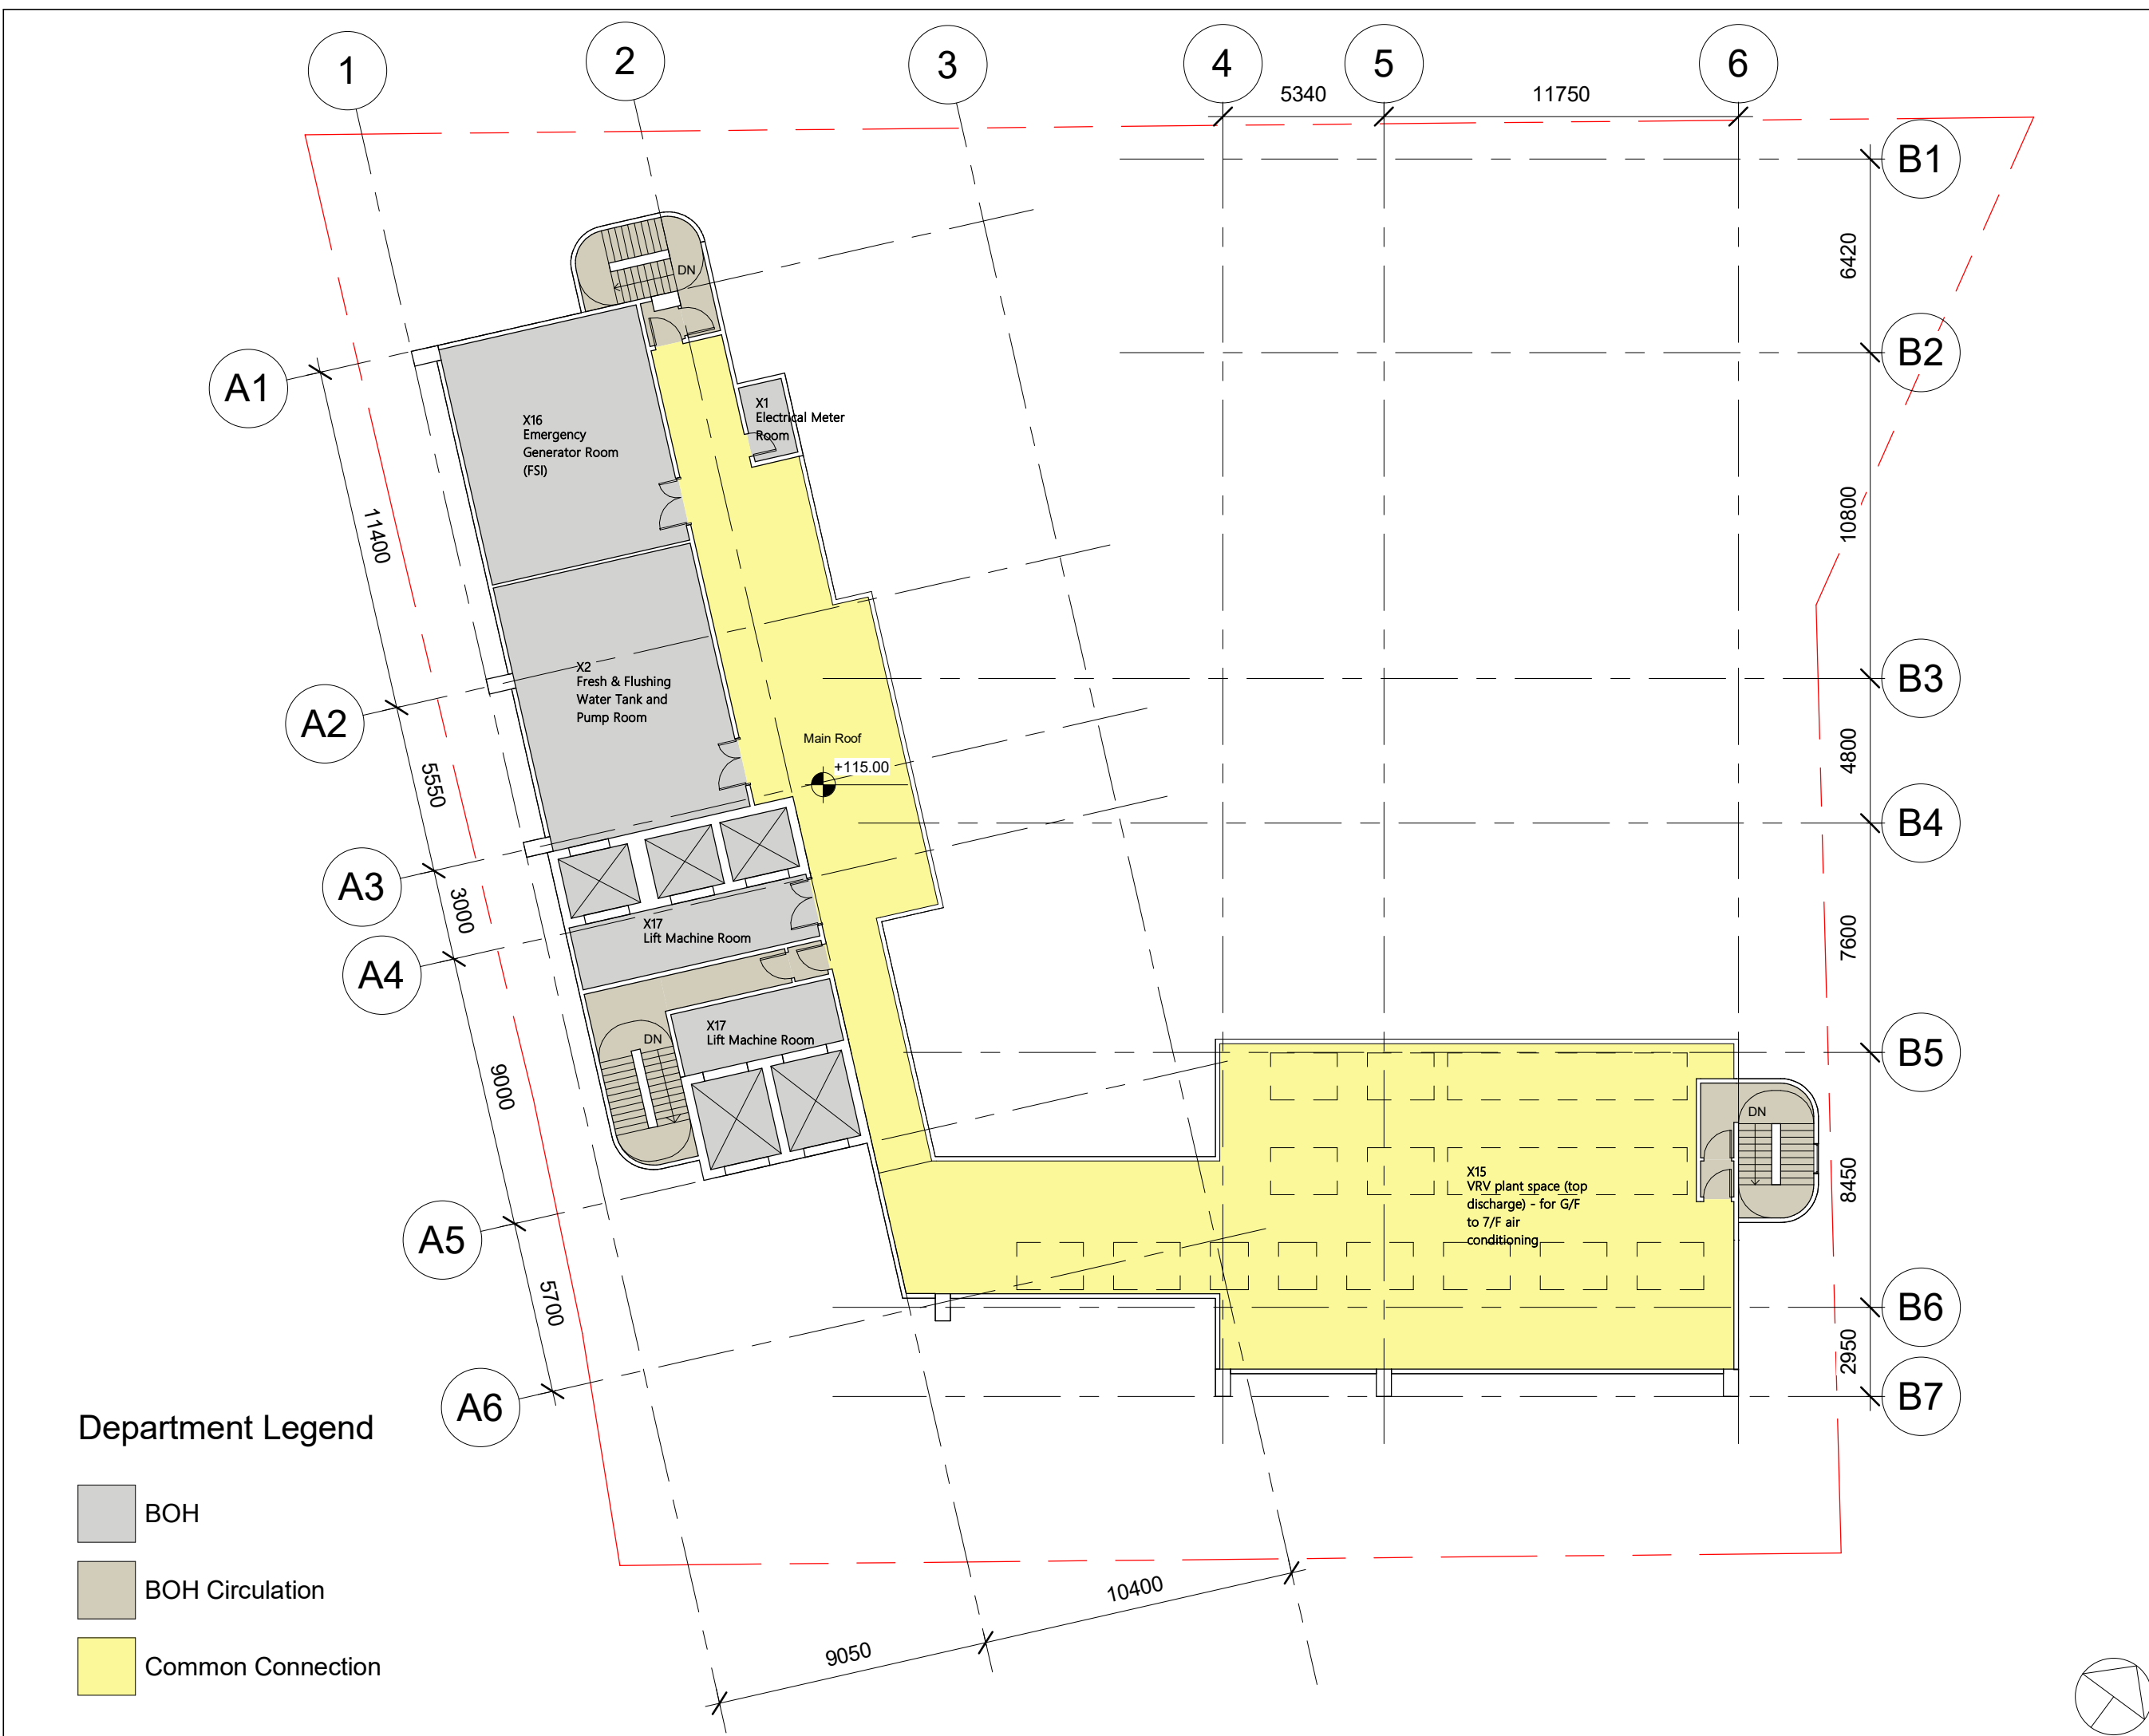 1
2
3
4
5
6
5340
11750
B1
6420
B2
DN
A1
X1
Electrical Meter
Room
X16
Emergency
Generator Room
(FSI)
11400
10800
X2
Fresh & Flushing
Water Tank and
Pump Room
B3
A2
Main Roof
+115.00
4800
5550
B4
A3
3000
X17
Lift Machine Room
7600
A4
X17
Lift Machine Room
DN
B5
9000
DN
X15
VRV plant space (top
discharge) - for G/F
to 7/F air
conditioning
8450
A5
5700
B6
2950
B7
A6
Department Legend
BOH
BOH Circulation
Common Connection
10400
9050